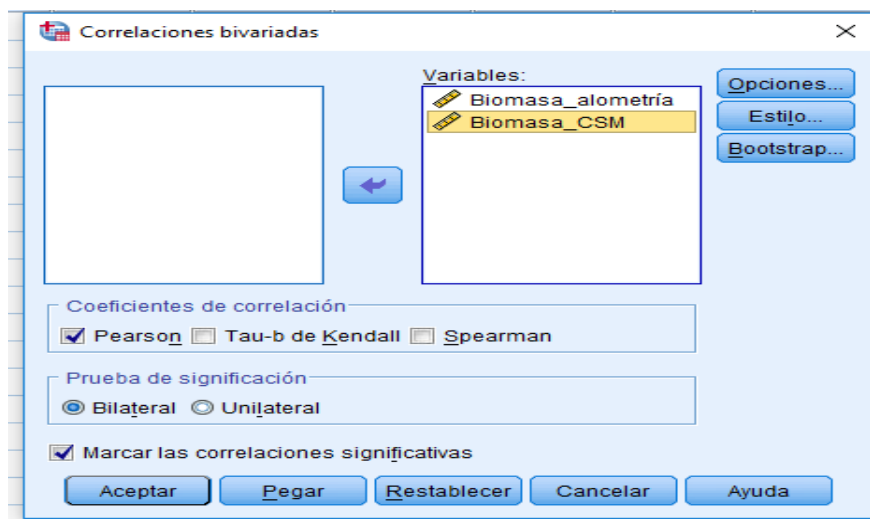 Correlaciones bivariadas
Variables:
Biomasa_alometría
Biomasa_CSM
Opciones...
Estilo...
Bootstrap...
Coeficientes de correlación
Pearson Tau-b de Kendall Spearman
Prueba de significación
Bilateral Unilateral
Marcar las correlaciones significativas
Aceptar Pegar Restablecer Cancelar Ayuda